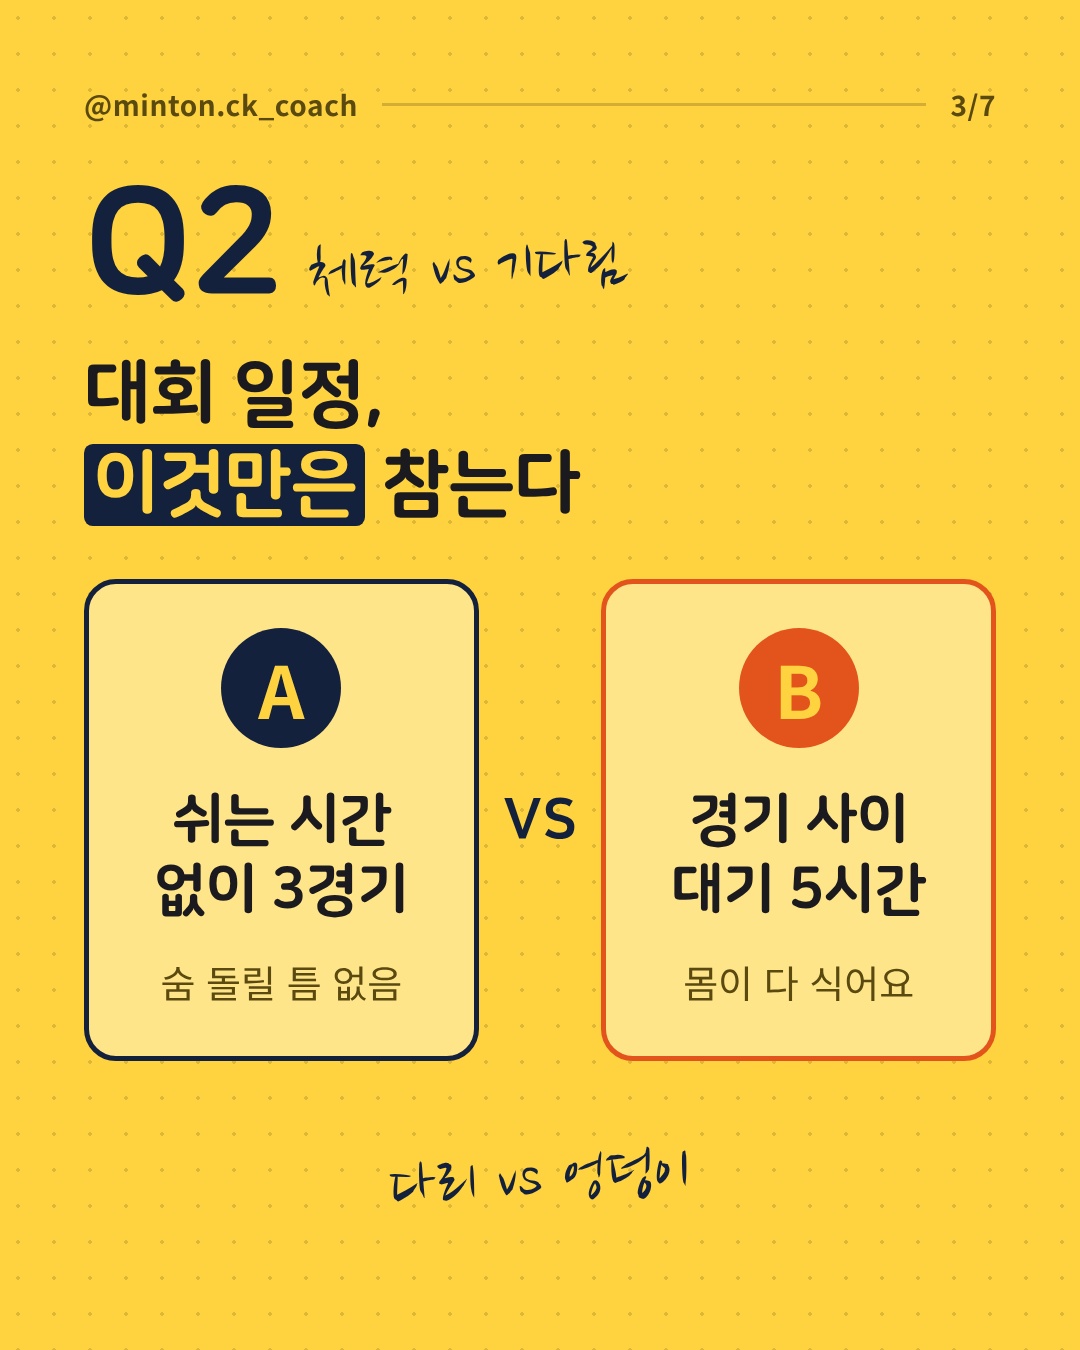 @minton.ck_coach 3/7
Q2 체력 vs 기다림
대회 일정,
이것만은 참는다
A
쉬는 시간
없이 3경기
숨 돌릴 틈 없음
VS
B
경기 사이
대기 5시간
몸이 다 식어요
다리 vs 엉덩이